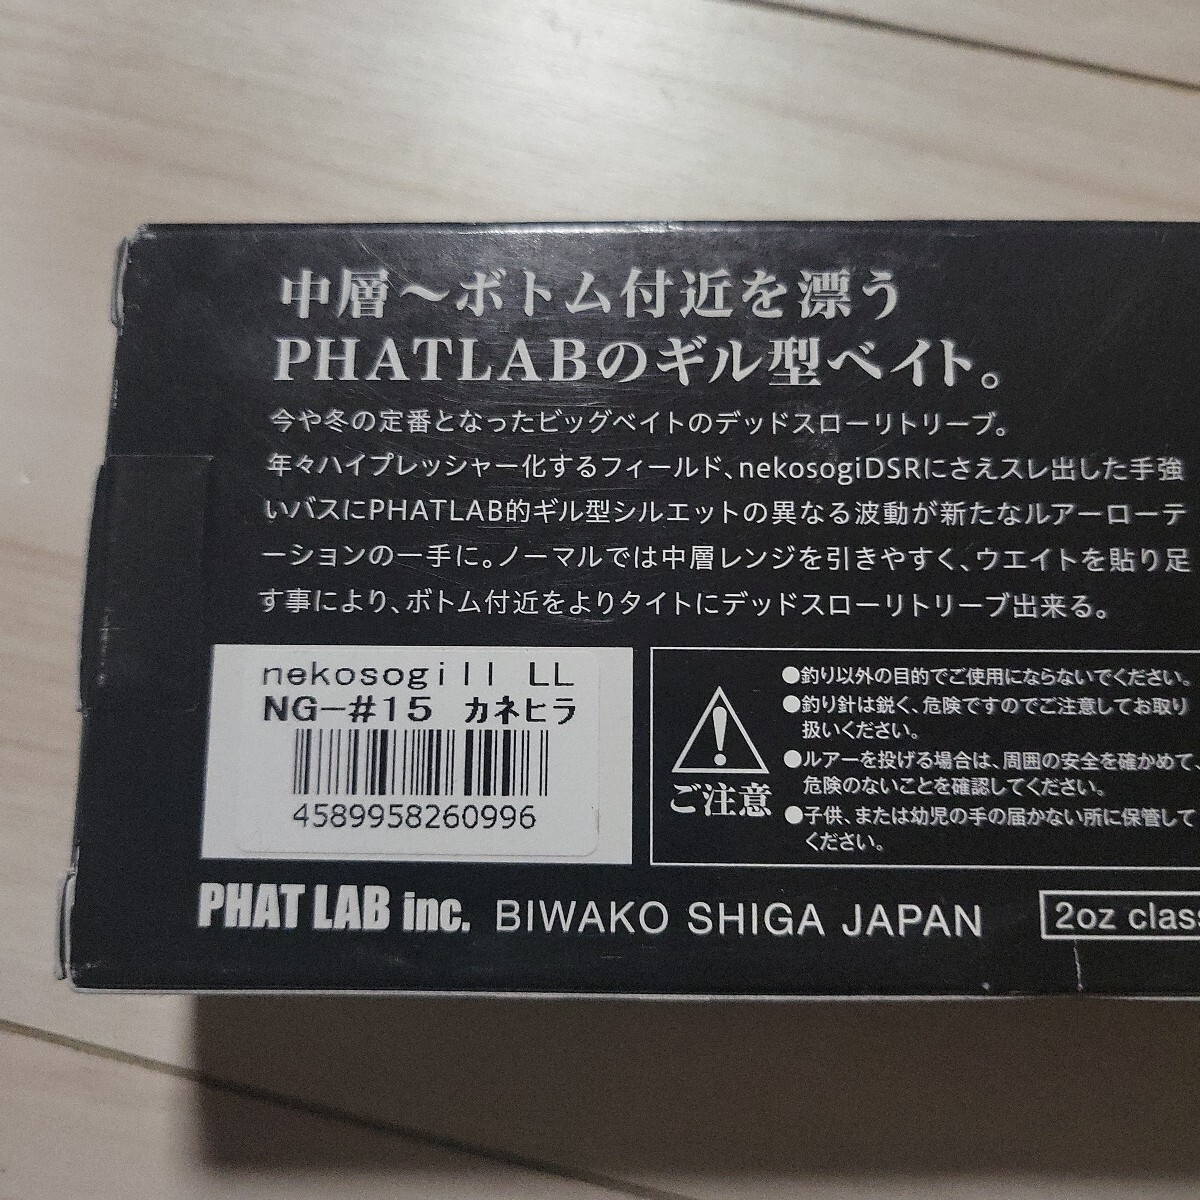 中層～ボトム付近を漂う
PHATLABのギル型ベイト。
今や冬の定番となったビッグベイトのデッドスローリトリーブ。
年々ハイプレッシャー化するフィールド、nekosogiDSRにさえスレ出した手強
いバスにPHATLAB的ギル型シルエットの異なる波動が新たなルアーローテ
ーションの一手に。ノーマルでは中層レンジを引きやすく、ウエイトを貼り足
す事により、ボトム付近をよりタイトにデッドスローリトリーブ出来る。
nekosogill LL
NG-#15 カネヒラ
4589958260996
ご注意
●釣り以外の目的でご使用にならないでください。
●釣り針は鋭く、危険ですのでご注意してお取り
扱いください。
●ルアーを投げる場合は、周囲の安全を確かめて、
危険のないことを確認してください。
●子供、または幼児の手の届かない所に保管して
ください。
PHAT LAB inc. BIWAKO SHIGA JAPAN
2oz class